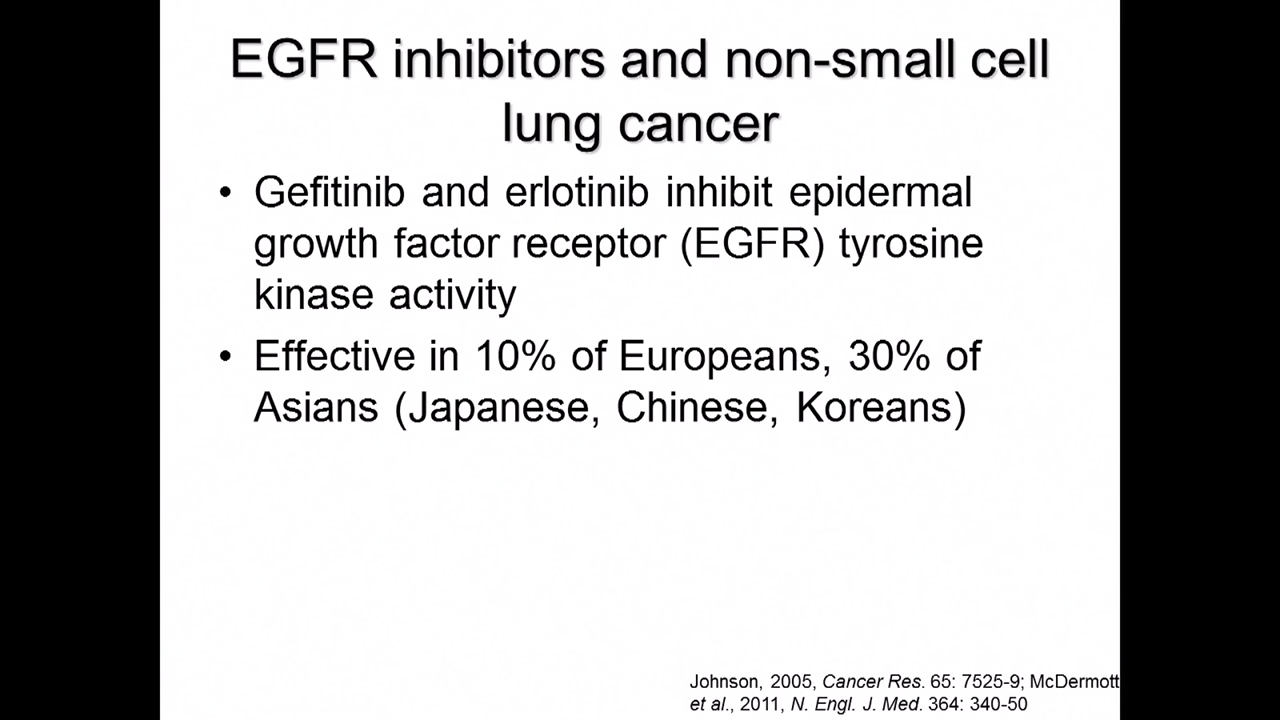 EGFR inhibitors and non-small cell
lung cancer
• Gefitinib and erlotinib inhibit epidermal
growth factor receptor (EGFR) tyrosine
kinase activity
• Effective in 10% of Europeans, 30% of
Asians (Japanese, Chinese, Koreans)
Johnson, 2005, Cancer Res. 65: 7525-9; McDermott
et al., 2011, N. Engl. J. Med. 364: 340-50